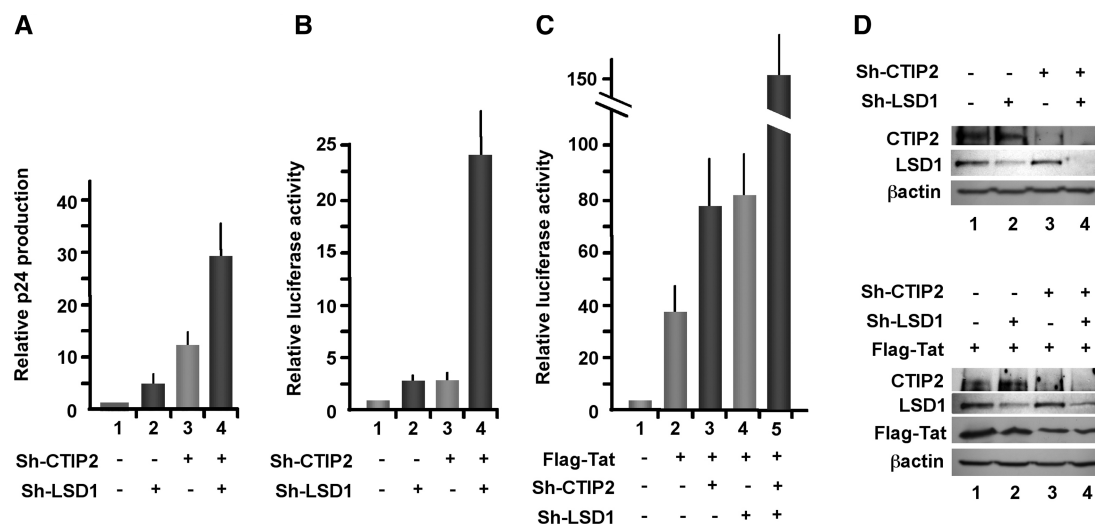 A
Relative p24 production
40
30
20
10
0
1 2 3 4
Sh-CTIP2 - - + +
Sh-LSD1 - + - +
B
Relative luciferase activity
25
20
15
10
5
0
1 2 3 4
Sh-CTIP2 - - + +
Sh-LSD1 - + - +
C
Relative luciferase activity
150
100
80
60
40
20
0
1 2 3 4 5
Flag-Tat - + + + +
Sh-CTIP2 - - + - +
Sh-LSD1 - - - + +
D
Sh-CTIP2 - - + +
Sh-LSD1 - + - +
CTIP2
LSD1
βactin
1 2 3 4
Sh-CTIP2 - - + +
Sh-LSD1 - + - +
Flag-Tat + + + +
CTIP2
LSD1
Flag-Tat
βactin
1 2 3 4